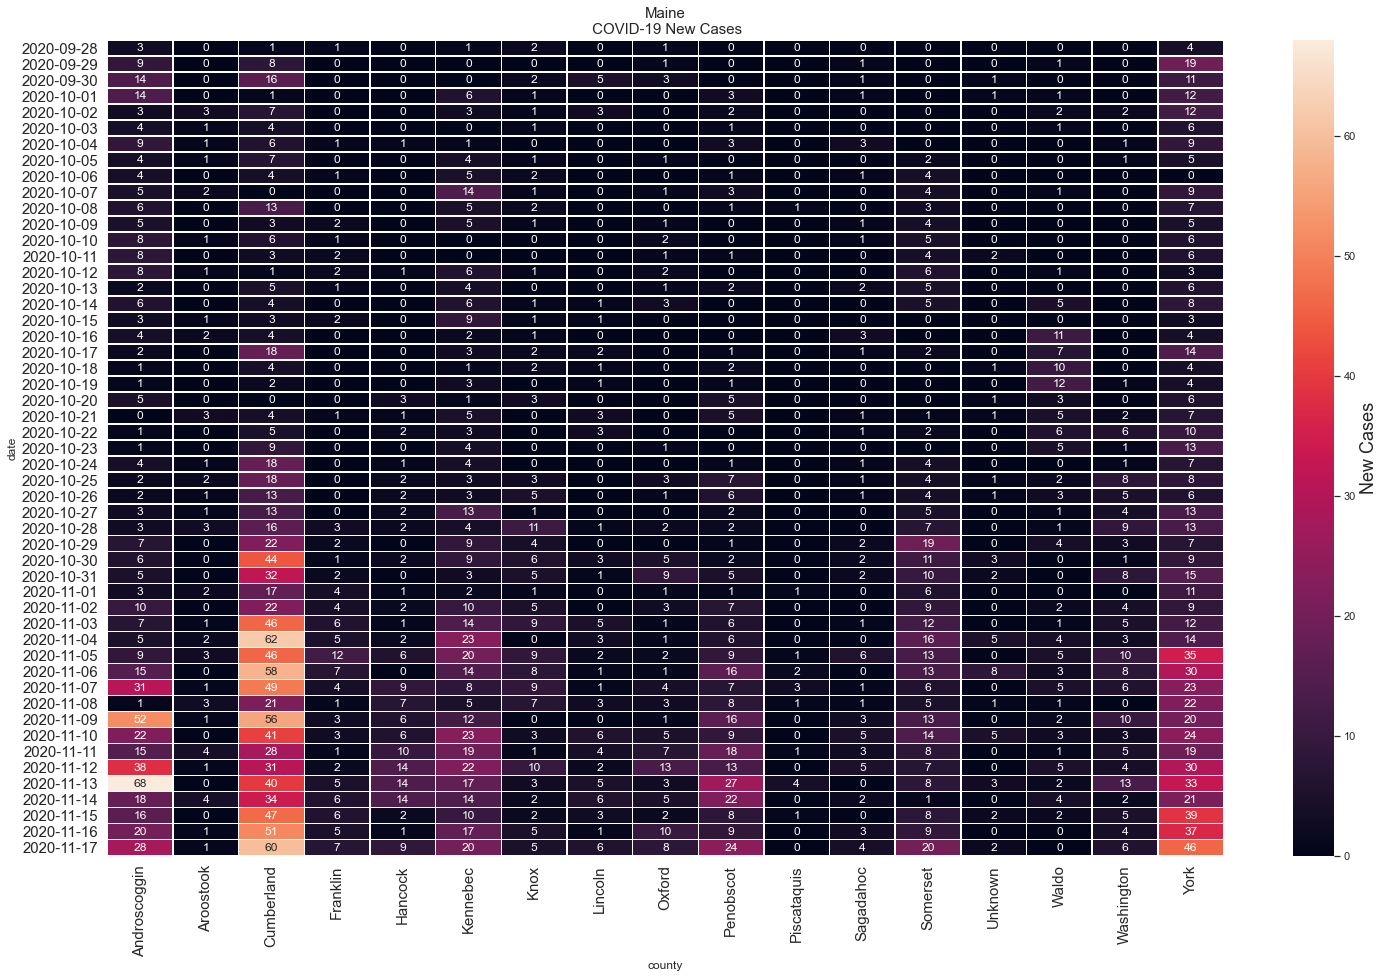 Maine
COVID-19 New Cases
2020-09-28 3 0 1 1 0 1 2 0 1 0 0 0 0 0 0 0 4
2020-09-29 9 0 8 0 0 0 0 0 1 0 0 1 0 0 1 0 19
2020-09-30 14 0 16 0 0 0 2 5 3 0 0 1 0 1 0 0 11
2020-10-01 14 0 1 0 0 6 1 0 0 3 0 1 0 1 1 0 12
2020-10-02 3 3 7 0 0 3 1 3 0 2 0 0 0 0 2 2 12
2020-10-03 4 1 4 0 0 0 1 0 0 1 0 0 0 0 1 0 6
2020-10-04 9 1 6 1 1 1 0 0 0 3 0 3 0 0 0 1 9
2020-10-05 4 1 7 0 0 4 1 0 1 0 0 0 2 0 0 1 5
2020-10-06 4 0 4 1 0 5 2 0 0 1 0 1 4 0 0 0 0
2020-10-07 5 2 0 0 0 14 1 0 1 3 0 0 4 0 1 0 9
2020-10-08 6 0 13 0 0 5 2 0 0 1 1 0 3 0 0 0 7
2020-10-09 5 0 3 2 0 5 1 0 1 0 0 1 4 0 0 0 5
2020-10-10 8 1 6 1 0 0 0 0 2 0 0 1 5 0 0 0 6
2020-10-11 8 0 3 2 0 0 0 0 1 1 0 0 4 2 0 0 6
2020-10-12 8 1 1 2 1 6 1 0 2 0 0 0 6 0 1 0 3
2020-10-13 2 0 5 1 0 4 0 0 1 2 0 2 5 0 0 0 6
2020-10-14 6 0 4 0 0 6 1 1 3 0 0 0 5 0 5 0 8
2020-10-15 3 1 3 2 0 9 1 1 0 0 0 0 0 0 0 0 3
2020-10-16 4 2 4 0 0 2 1 0 0 0 0 3 0 0 11 0 4
2020-10-17 2 0 18 0 0 3 2 2 0 1 0 1 2 0 7 0 14
2020-10-18 1 0 4 0 0 1 2 1 0 2 0 0 0 1 10 0 4
2020-10-19 1 0 2 0 0 3 0 1 0 1 0 0 0 0 12 1 4
2020-10-20 5 0 0 0 3 1 3 0 0 5 0 0 0 1 3 0 6
2020-10-21 0 3 4 1 1 5 0 3 0 5 0 1 1 1 5 2 7
2020-10-22 1 0 5 0 2 3 0 3 0 0 0 1 2 0 6 6 10
2020-10-23 1 0 9 0 0 4 0 0 1 0 0 0 0 0 5 1 13
2020-10-24 4 1 18 0 1 4 0 0 0 1 0 1 4 0 0 1 7
2020-10-25 2 2 18 0 2 3 3 0 3 7 0 1 4 1 2 8 8
2020-10-26 2 1 13 0 2 3 5 0 1 6 0 1 4 1 3 5 6
2020-10-27 3 1 13 0 2 13 1 0 0 2 0 0 5 0 1 4 13
2020-10-28 3 3 16 3 2 4 11 1 2 2 0 0 7 0 1 9 13
2020-10-29 7 0 22 2 0 9 4 0 0 0 0 2 19 0 4 3 7
2020-10-30 6 0 44 1 2 9 6 3 5 2 0 2 11 3 0 1 9
2020-10-31 5 0 32 2 0 3 5 1 9 5 0 2 10 2 0 8 15
2020-11-01 3 2 17 4 1 2 1 0 1 1 1 0 6 0 0 0 11
2020-11-02 10 0 22 4 2 10 5 0 3 7 0 0 9 0 2 4 9
2020-11-03 7 1 46 6 1 14 9 5 1 6 0 1 9 0 1 5 12
2020-11-04 5 2 62 5 2 23 0 3 1 6 0 0 16 5 4 3 14
2020-11-05 9 3 46 12 6 20 9 2 2 9 1 6 13 0 5 10 35
2020-11-06 15 0 58 7 0 14 8 1 1 16 2 0 13 8 3 8 30
2020-11-07 31 1 49 4 9 8 9 1 4 7 3 1 6 0 5 6 23
2020-11-08 1 3 21 1 7 5 7 3 3 8 1 1 5 1 1 0 22
2020-11-09 52 1 56 3 6 12 0 0 1 16 0 3 13 0 2 10 20
2020-11-10 22 0 41 3 6 23 3 6 5 9 0 5 14 5 3 3 24
2020-11-11 15 4 28 1 10 19 1 4 7 18 1 3 8 0 1 5 19
2020-11-12 38 1 31 2 14 22 10 2 13 13 0 5 7 0 5 4 30
2020-11-13 68 0 40 5 14 17 3 5 3 27 4 0 8 3 2 13 33
2020-11-14 18 4 34 6 14 14 2 6 5 22 0 2 1 0 4 2 21
2020-11-15 16 0 47 6 2 10 2 3 2 8 1 0 8 2 2 5 39
2020-11-16 20 1 51 5 1 17 5 1 10 9 0 3 9 0 0 4 37
2020-11-17 28 1 60 7 9 20 5 6 8 24 0 4 20 2 0 6 46
date
Androscoggin Aroostook Cumberland Franklin Hancock Kennebec Knox Lincoln Oxford Penobscot Piscataquis Sagadahoc Somerset Unknown Waldo Washington York
county
60
50
40
30
20
10
0
New Cases